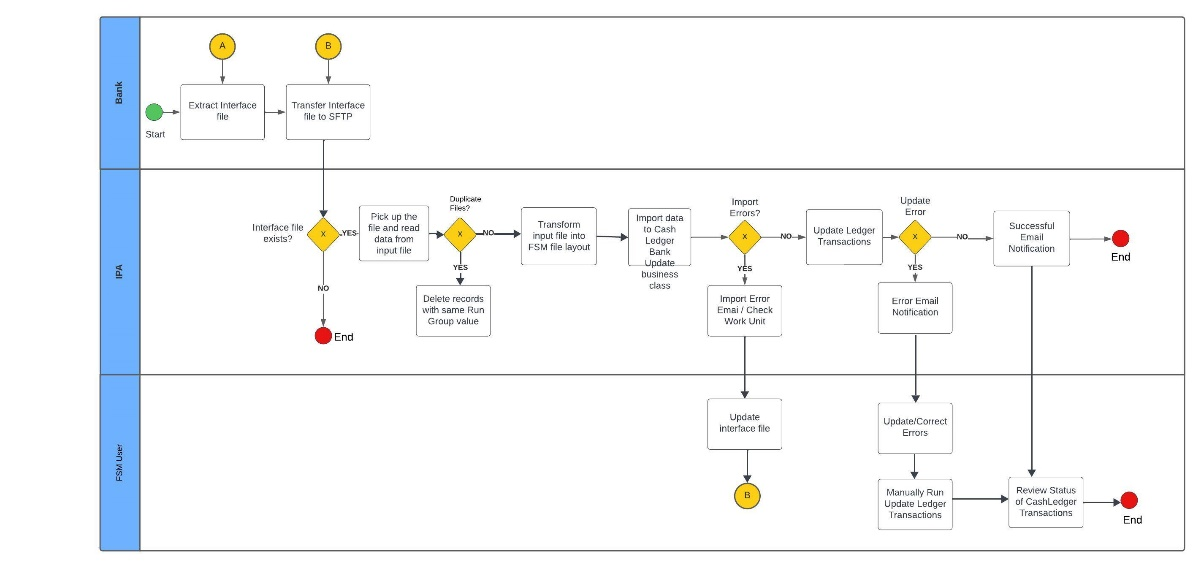 Bank
A
B
Extract Interface
file
Transfer Interface
file to SFTP
Start
IPA
Interface file
exists?
X
YES
NO
End
Pick up the
file and read
data from
input file
Duplicate
Files?
X
NO
YES
Delete records
with same Run
Group value
Transform
input file into
FSM file layout
Import data
to Cash
Ledger
Bank
Update
business
class
Import
Errors?
X
NO
YES
Import Error
Emai / Check
Work Unit
Update Ledger
Transactions
Update
Error
X
NO
YES
Error Email
Notification
Successful
Email
Notification
End
FSM User
Update
interface file
B
Update/Correct
Errors
Manually Run
Update Ledger
Transactions
Review Status
of CashLedger
Transactions
End